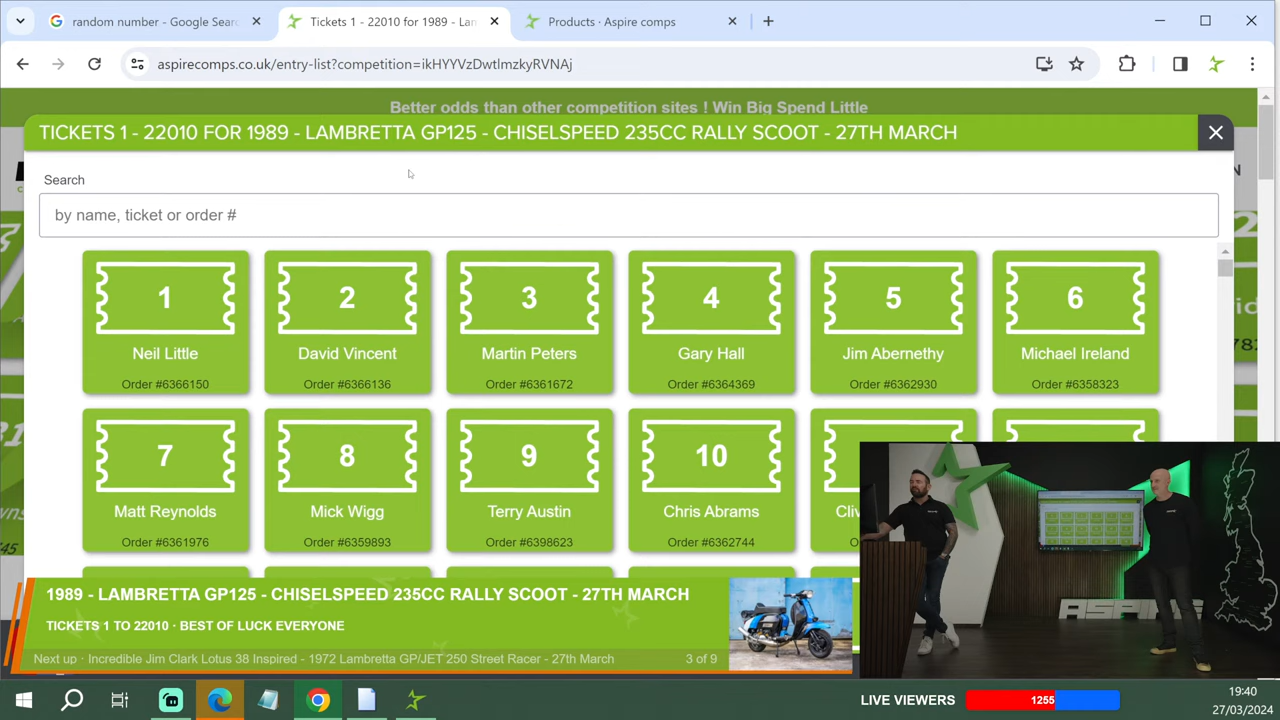 random number - Google Sear
Tickets 1 - 22010 for 1989 - Lan
Products · Aspire comps
aspirecomps.co.uk/entry-list?competition=ikHYYVzDwtlmzkyRVNAj
Better odds than other competition sites ! Win Big Spend Little
TICKETS 1 - 22010 FOR 1989 - LAMBRETTA GP125 - CHISELSPEED 235CC RALLY SCOOT - 27TH MARCH
Search
by name, ticket or order #
1 2 3 4 5 6
Neil Little David Vincent Martin Peters Gary Hall Jim Abernethy Michael Ireland
Order #6366150 Order #6366136 Order #6361672 Order #6364369 Order #6362930 Order #6358323
7 8 9 10
Matt Reynolds Mick Wigg Terry Austin Chris Abrams Cliv
Order #6361976 Order #6359893 Order #6398623 Order #6362744
ASPIRE
1989 - LAMBRETTA GP125 - CHISELSPEED 235CC RALLY SCOOT - 27TH MARCH
TICKETS 1 TO 22010 · BEST OF LUCK EVERYONE
Next up · Incredible Jim Clark Lotus 38 Inspired - 1972 Lambretta GP/JET 250 Street Racer - 27th March 3 of 9
LIVE VIEWERS 1255
19:40
27/03/2024